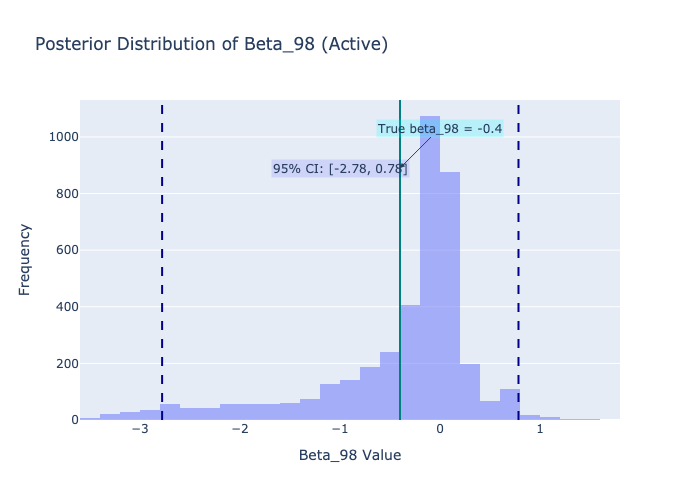 Posterior Distribution of Beta_98 (Active)
True beta_98 = -0.4
95% CI: [-2.78, 0.78]
1000
800
600
400
200
0
−3
−2
−1
0
1
Frequency
Beta_98 Value